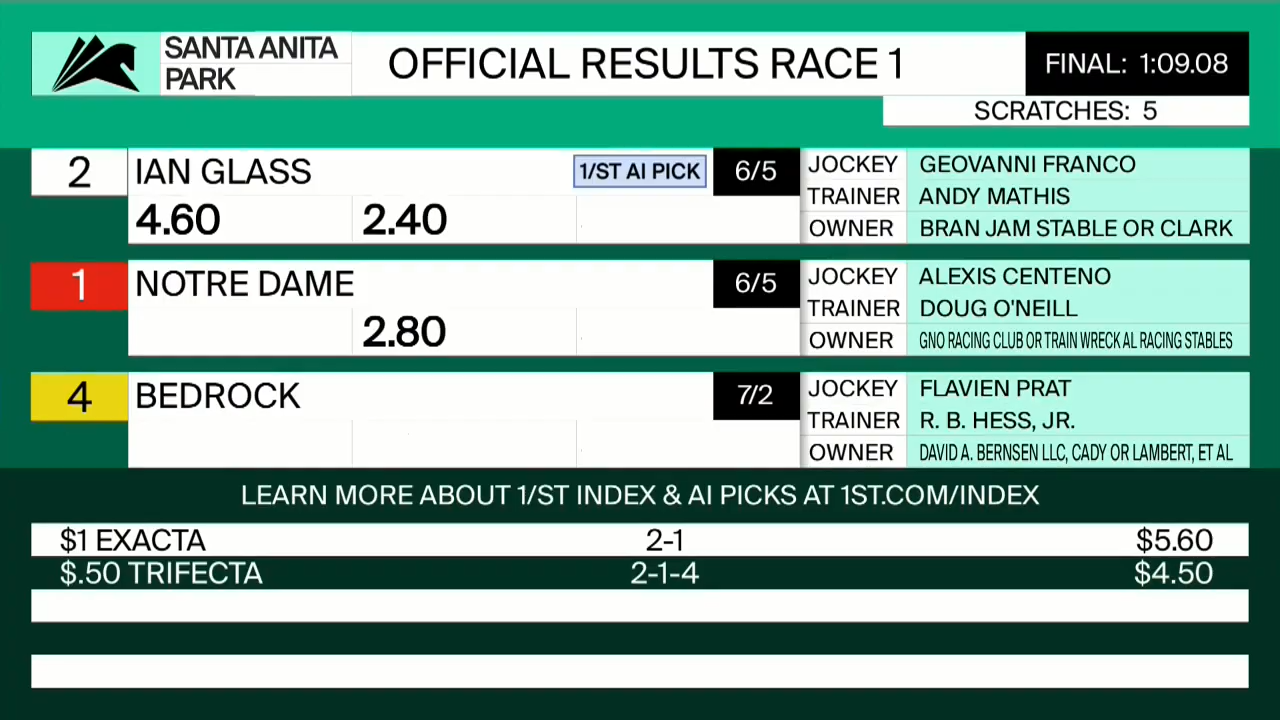 SANTA ANITA
PARK
OFFICIAL RESULTS RACE 1
FINAL: 1:09.08
SCRATCHES: 5
2 IAN GLASS 1/ST AI PICK 6/5
4.60 2.40
JOCKEY GEOVANNI FRANCO
TRAINER ANDY MATHIS
OWNER BRAN JAM STABLE OR CLARK
1 NOTRE DAME 6/5
2.80
JOCKEY ALEXIS CENTENO
TRAINER DOUG O'NEILL
OWNER GNO RACING CLUB OR TRAIN WRECK AL RACING STABLES
4 BEDROCK 7/2
JOCKEY FLAVIEN PRAT
TRAINER R. B. HESS, JR.
OWNER DAVID A. BERNSEN LLC, CADY OR LAMBERT, ET AL
LEARN MORE ABOUT 1/ST INDEX & AI PICKS AT 1ST.COM/INDEX
$1 EXACTA 2-1 $5.60
$.50 TRIFECTA 2-1-4 $4.50